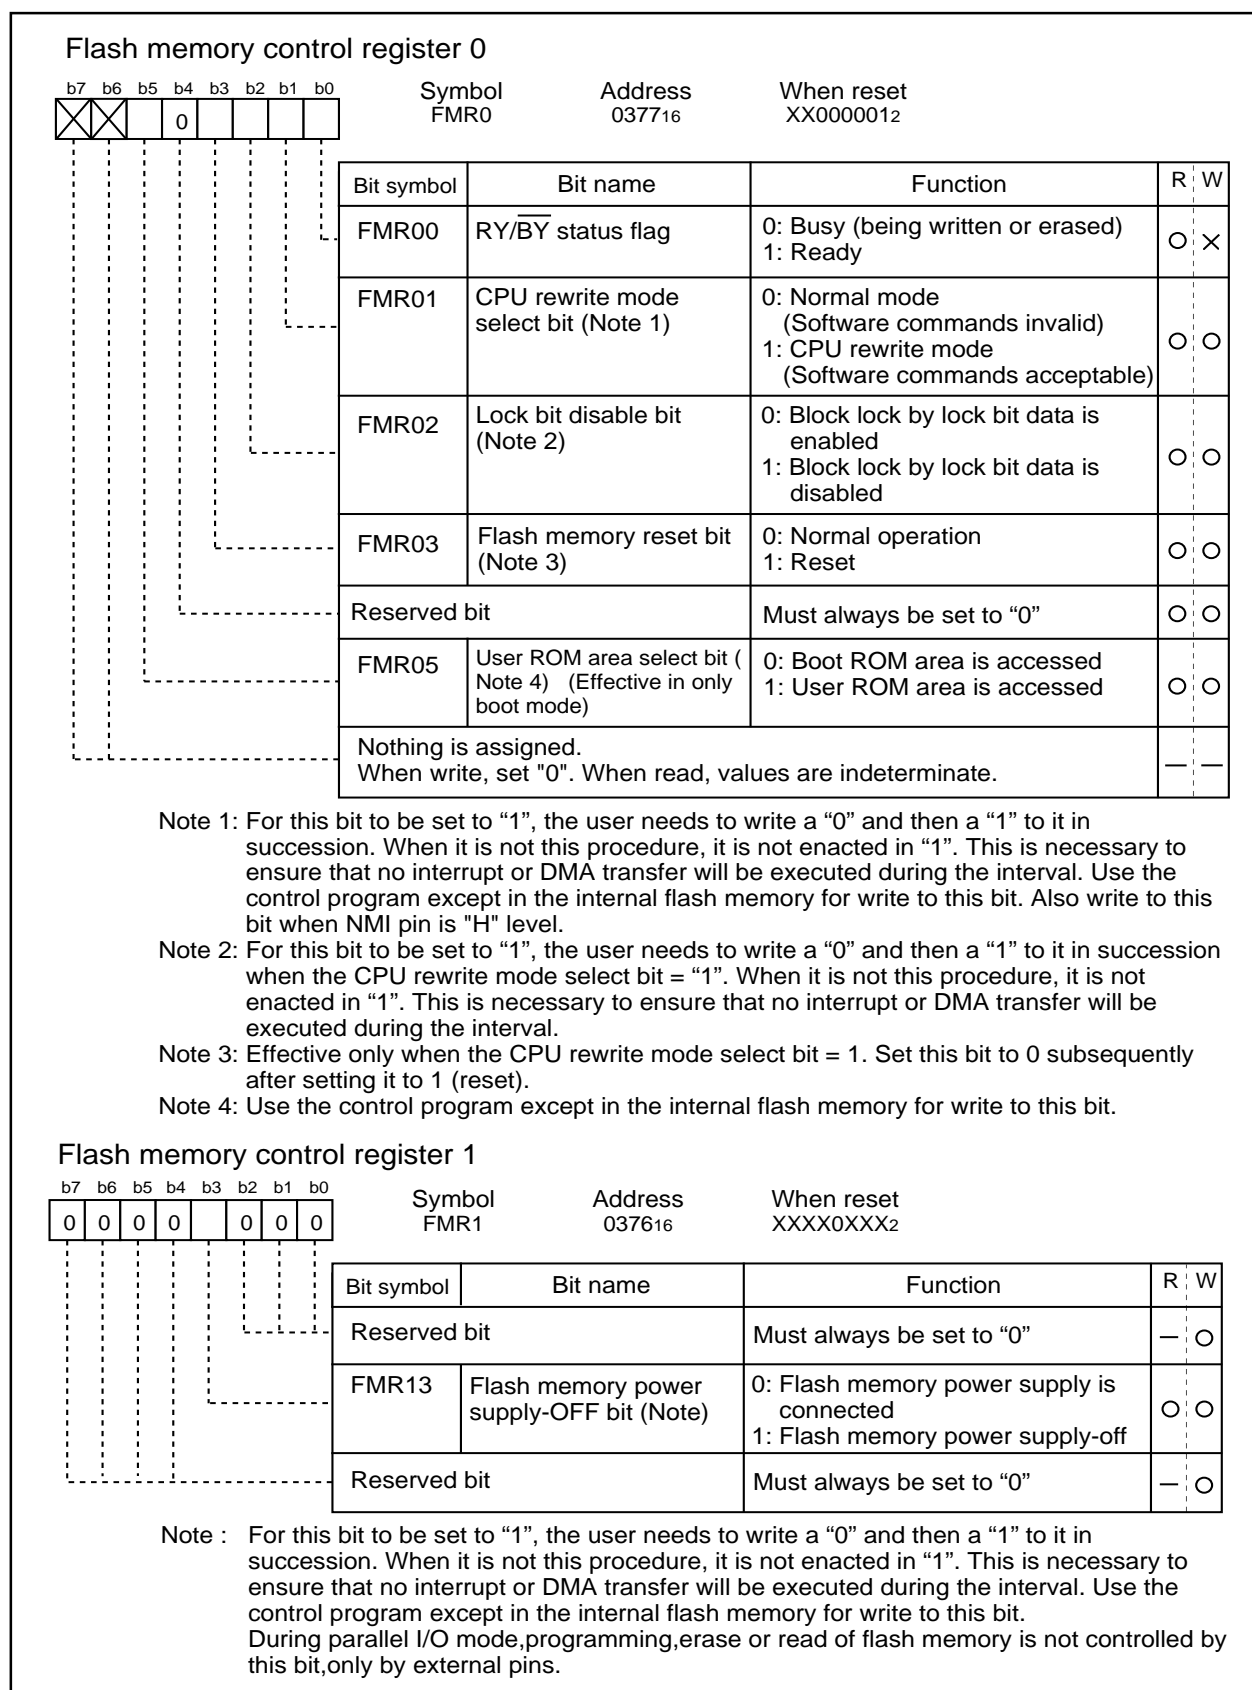 Flash memory control register 0
b7 b6 b5 b4 b3 b2 b1 b0
Symbol Address When reset
0
FMR0 037716 XX0000012
Bit symbol Bit name Function R W
FMR00 RY/BY status flag 0: Busy (being written or erased)
1: Ready
FMR01 CPU rewrite mode 0: Normal mode
select bit (Note 1) (Software commands invalid)
1: CPU rewrite mode
(Software commands acceptable)
FMR02 Lock bit disable bit 0: Block lock by lock bit data is
(Note 2) enabled
1: Block lock by lock bit data is
disabled
FMR03 Flash memory reset bit 0: Normal operation
(Note 3) 1: Reset
Reserved bit Must always be set to “0”
FMR05 User ROM area select bit ( 0: Boot ROM area is accessed
Note 4) (Effective in only 1: User ROM area is accessed
boot mode)
Nothing is assigned.
When write, set "0". When read, values are indeterminate.
Note 1: For this bit to be set to “1”, the user needs to write a “0” and then a “1” to it in
succession. When it is not this procedure, it is not enacted in “1”. This is necessary to
ensure that no interrupt or DMA transfer will be executed during the interval. Use the
control program except in the internal flash memory for write to this bit. Also write to this
bit when NMI pin is "H" level.
Note 2: For this bit to be set to “1”, the user needs to write a “0” and then a “1” to it in succession
when the CPU rewrite mode select bit = “1”. When it is not this procedure, it is not
enacted in “1”. This is necessary to ensure that no interrupt or DMA transfer will be
executed during the interval.
Note 3: Effective only when the CPU rewrite mode select bit = 1. Set this bit to 0 subsequently
after setting it to 1 (reset).
Note 4: Use the control program except in the internal flash memory for write to this bit.
Flash memory control register 1
b7 b6 b5 b4 b3 b2 b1 b0
Symbol Address When reset
0 0 0 0 0 0 0
FMR1 037616 XXXX0XXX2
Bit symbol Bit name Function R W
Reserved bit Must always be set to “0”
FMR13 Flash memory power 0: Flash memory power supply is
supply-OFF bit (Note) connected
1: Flash memory power supply-off
Reserved bit Must always be set to “0”
Note : For this bit to be set to “1”, the user needs to write a “0” and then a “1” to it in
succession. When it is not this procedure, it is not enacted in “1”. This is necessary to
ensure that no interrupt or DMA transfer will be executed during the interval. Use the
control program except in the internal flash memory for write to this bit.
During parallel I/O mode,programming,erase or read of flash memory is not controlled by
this bit,only by external pins.